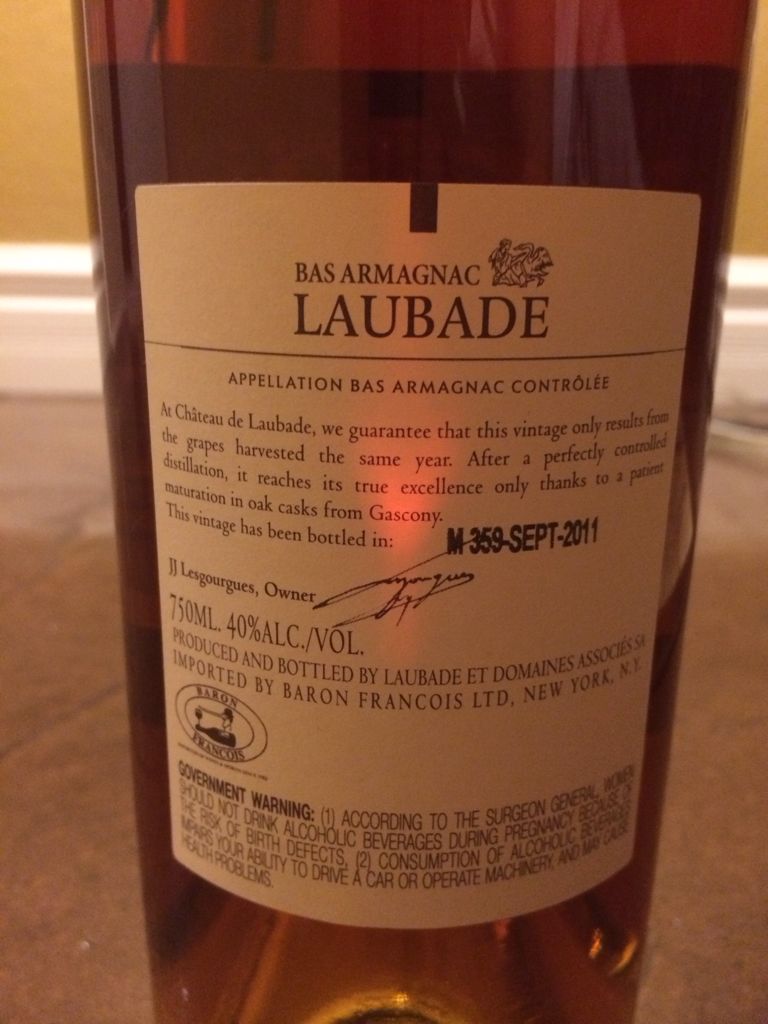 BAS ARMAGNAC
LAUBADE
APPELLATION BAS ARMAGNAC CONTRÔLÉE
At Château de Laubade, we guarantee that this vintage only results from
the grapes harvested the same year. After a perfectly controlled
distillation, it reaches its true excellence only thanks to a patient
maturation in oak casks from Gascony.
This vintage has been bottled in: M 359-SEPT-2011
JJ Lesgourgues, Owner
750ML. 40%ALC./VOL.
PRODUCED AND BOTTLED BY LAUBADE ET DOMAINES ASSOCIÉS SA
IMPORTED BY BARON FRANCOIS LTD, NEW YORK, N.Y.
BARON
FRANCOIS
GOVERNMENT WARNING: (1) ACCORDING TO THE SURGEON GENERAL, WOMEN
SHOULD NOT DRINK ALCOHOLIC BEVERAGES DURING PREGNANCY BECAUSE OF
THE RISK OF BIRTH DEFECTS, (2) CONSUMPTION OF ALCOHOLIC BEVERAGES
IMPAIRS YOUR ABILITY TO DRIVE A CAR OR OPERATE MACHINERY, AND MAY CAUSE
HEALTH PROBLEMS.